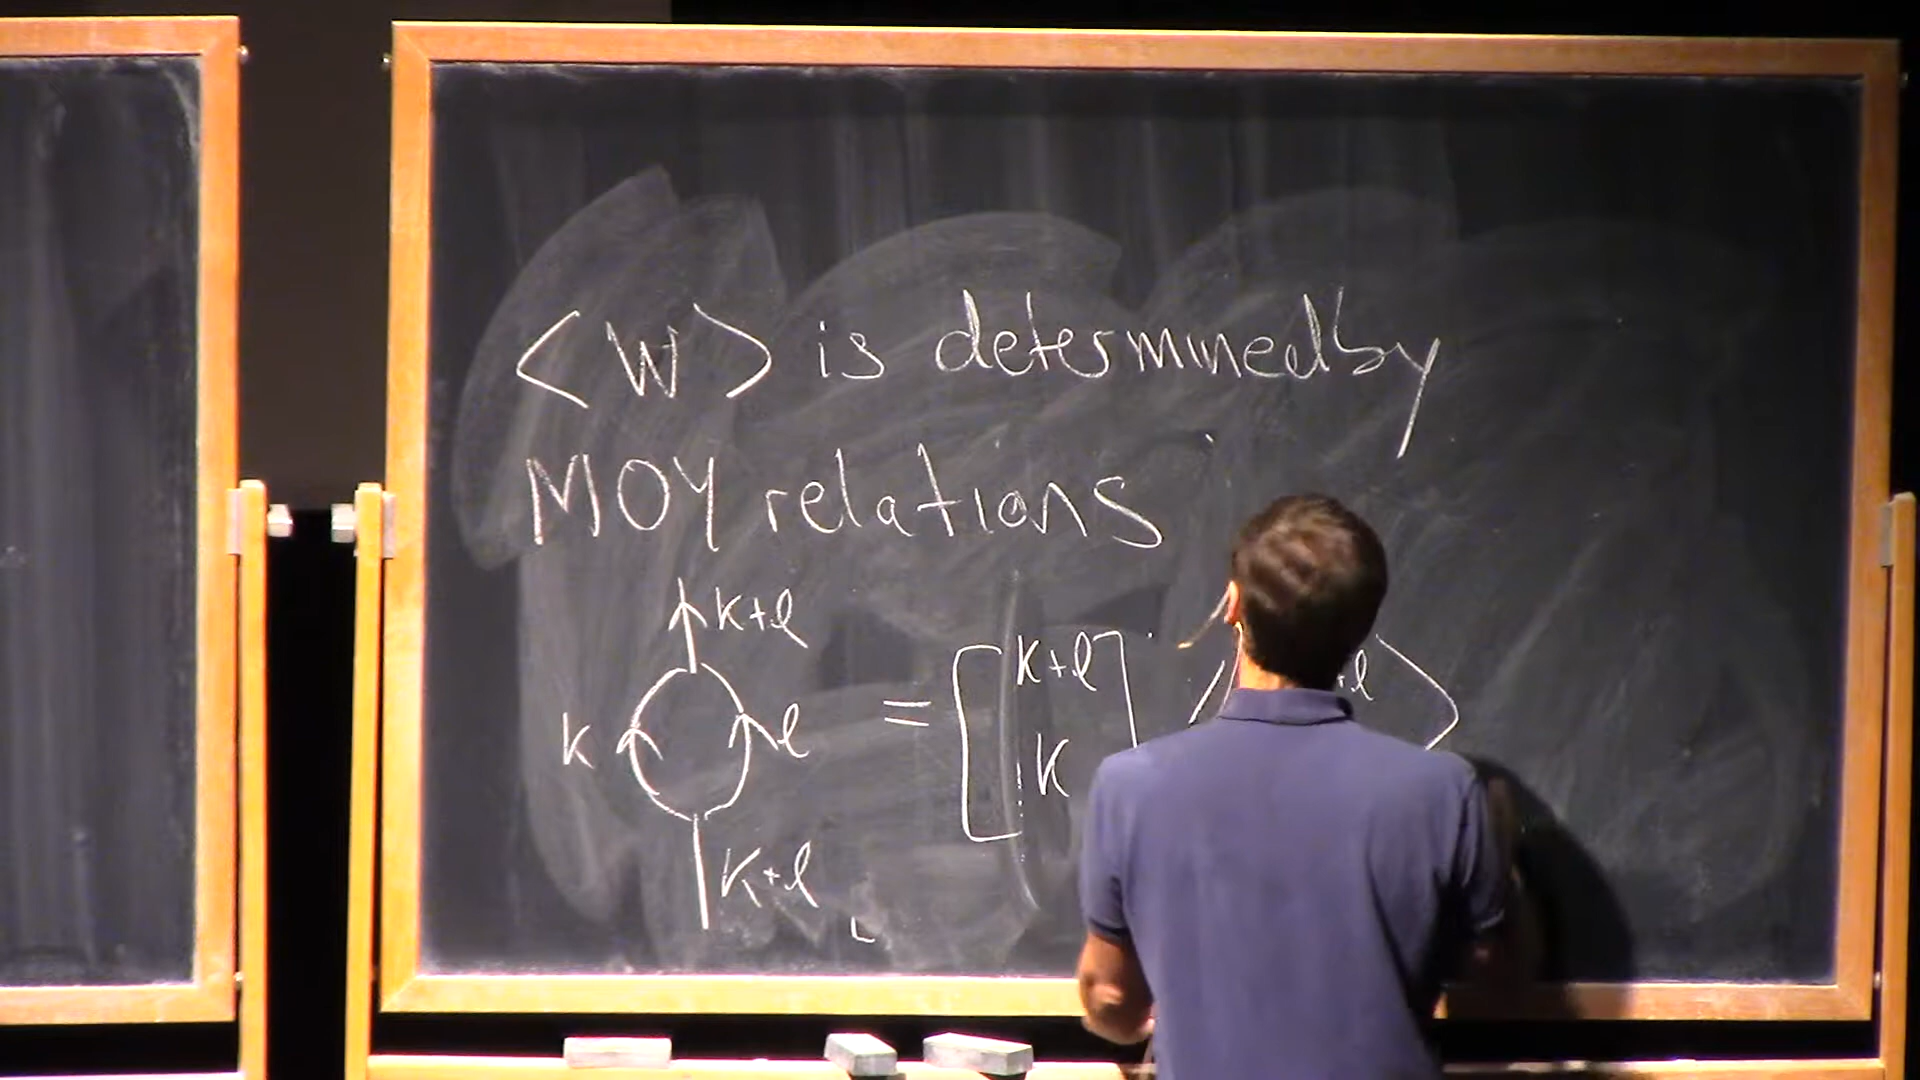 <W> is determined by
MOY relations
k+l
k l = [k+l k] < +l >
k+l